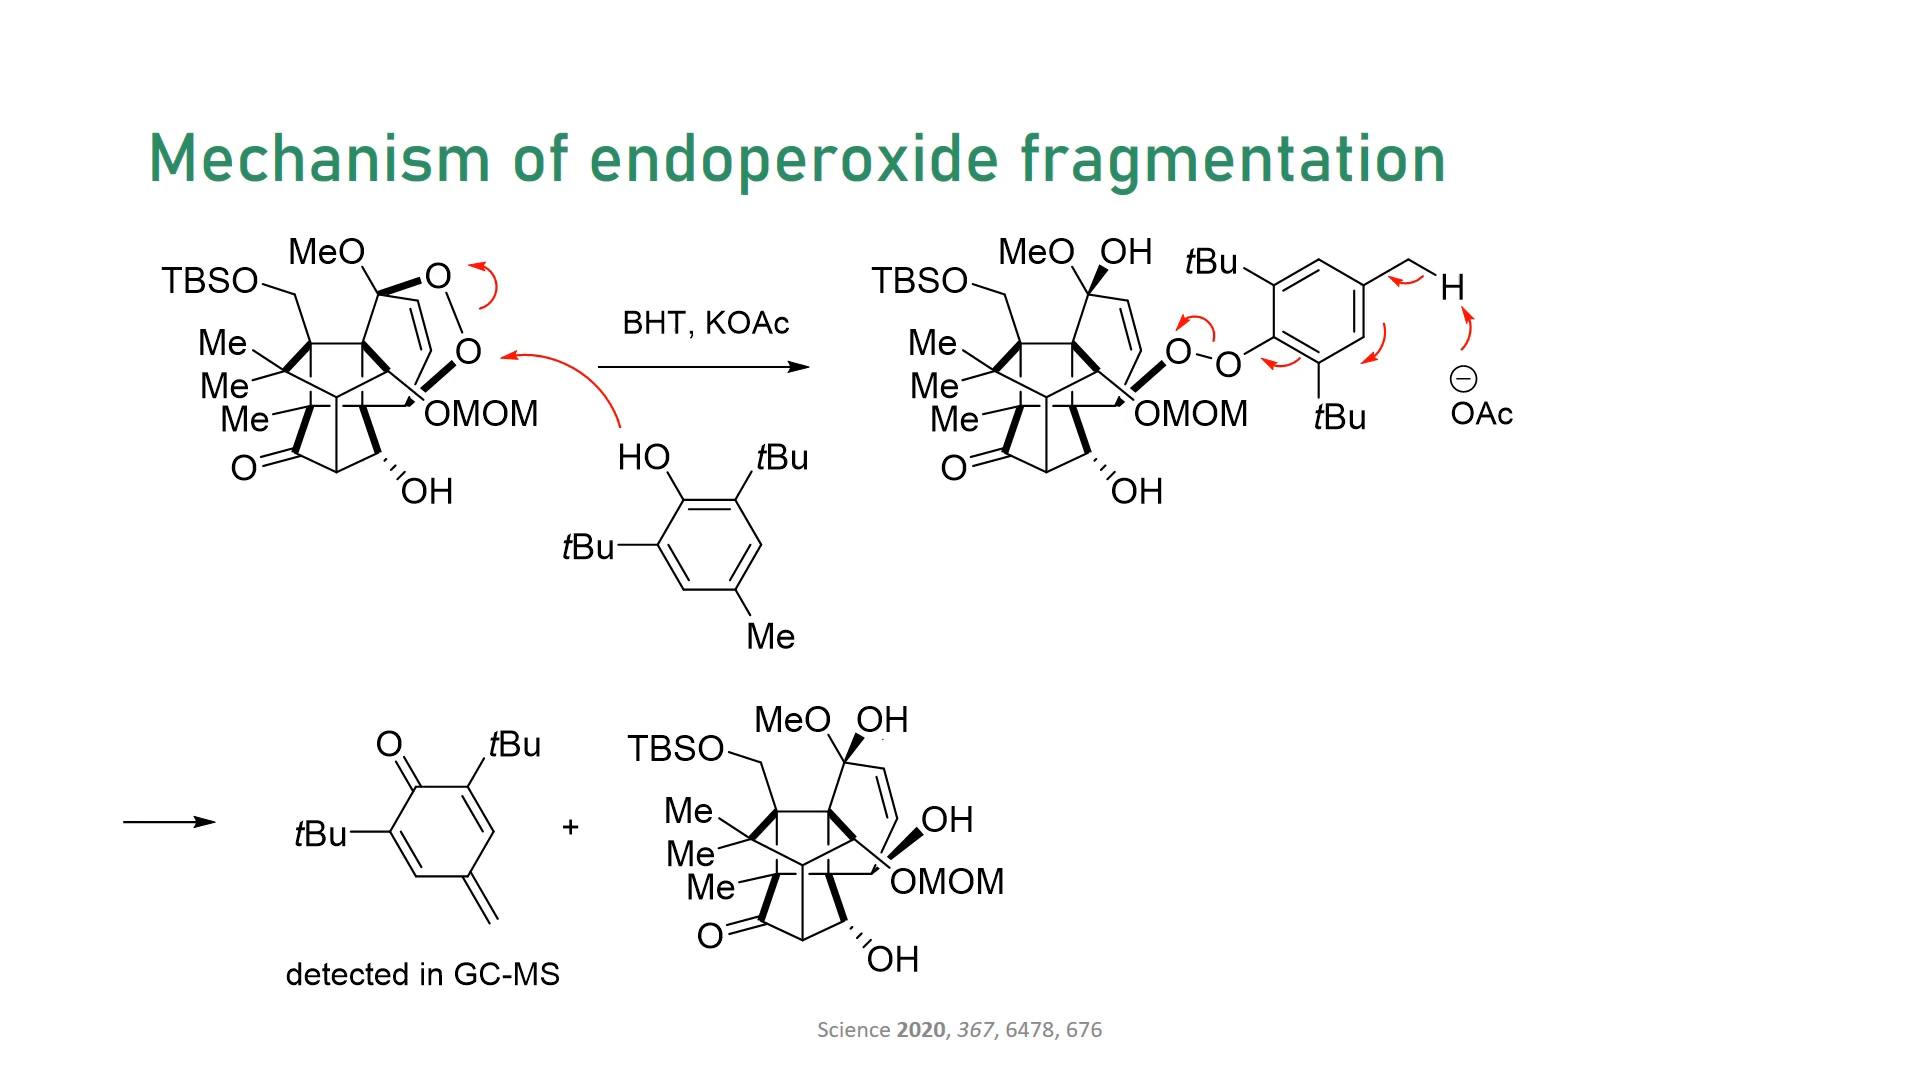 Mechanism of endoperoxide fragmentation
MeO
O
TBSO
O
Me
Me
Me
OMOM
O
OH
BHT, KOAc
HO
tBu
tBu
Me
MeO
OH
TBSO
Me
Me
Me
O
O
OMOM
O
OH
tBu
H
tBu
⊖
OAc
O
tBu
tBu
detected in GC-MS
+
MeO
OH
TBSO
Me
Me
Me
OH
OMOM
O
OH
Science 2020, 367, 6478, 676